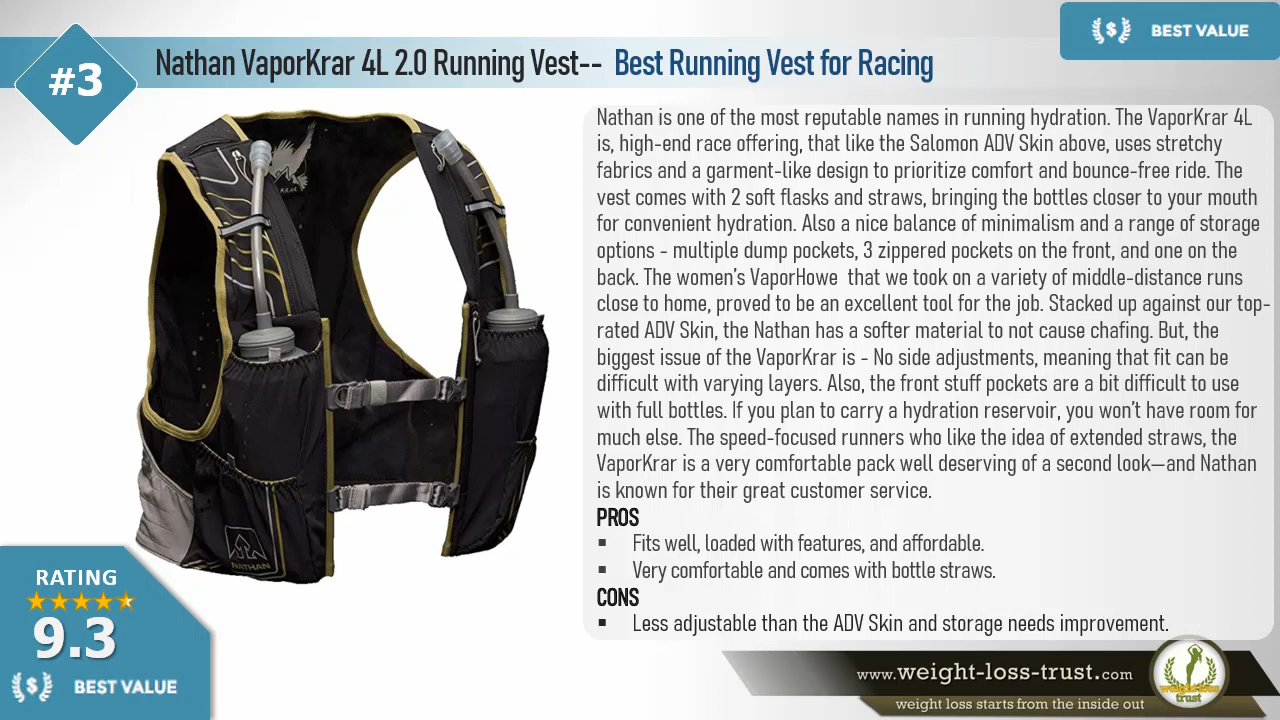 #3
Nathan VaporKrar 4L 2.0 Running Vest-- Best Running Vest for Racing
BEST VALUE
Nathan is one of the most reputable names in running hydration. The VaporKrar 4L
is, high-end race offering, that like the Salomon ADV Skin above, uses stretchy
fabrics and a garment-like design to prioritize comfort and bounce-free ride. The
vest comes with 2 soft flasks and straws, bringing the bottles closer to your mouth
for convenient hydration. Also a nice balance of minimalism and a range of storage
options - multiple dump pockets, 3 zippered pockets on the front, and one on the
back. The women's VaporHowe that we took on a variety of middle-distance runs
close to home, proved to be an excellent tool for the job. Stacked up against our top-
rated ADV Skin, the Nathan has a softer material to not cause chafing. But, the
biggest issue of the VaporKrar is - No side adjustments, meaning that fit can be
difficult with varying layers. Also, the front stuff pockets are a bit difficult to use
with full bottles. If you plan to carry a hydration reservoir, you won't have room for
much else. The speed-focused runners who like the idea of extended straws, the
VaporKrar is a very comfortable pack well deserving of a second look—and Nathan
is known for their great customer service.
PROS
▪ Fits well, loaded with features, and affordable.
▪ Very comfortable and comes with bottle straws.
CONS
▪ Less adjustable than the ADV Skin and storage needs improvement.
KRAR
NATHAN
RATING
9.3
BEST VALUE
www.weight-loss-trust.com
weight loss starts from the inside out
weight loss
trust